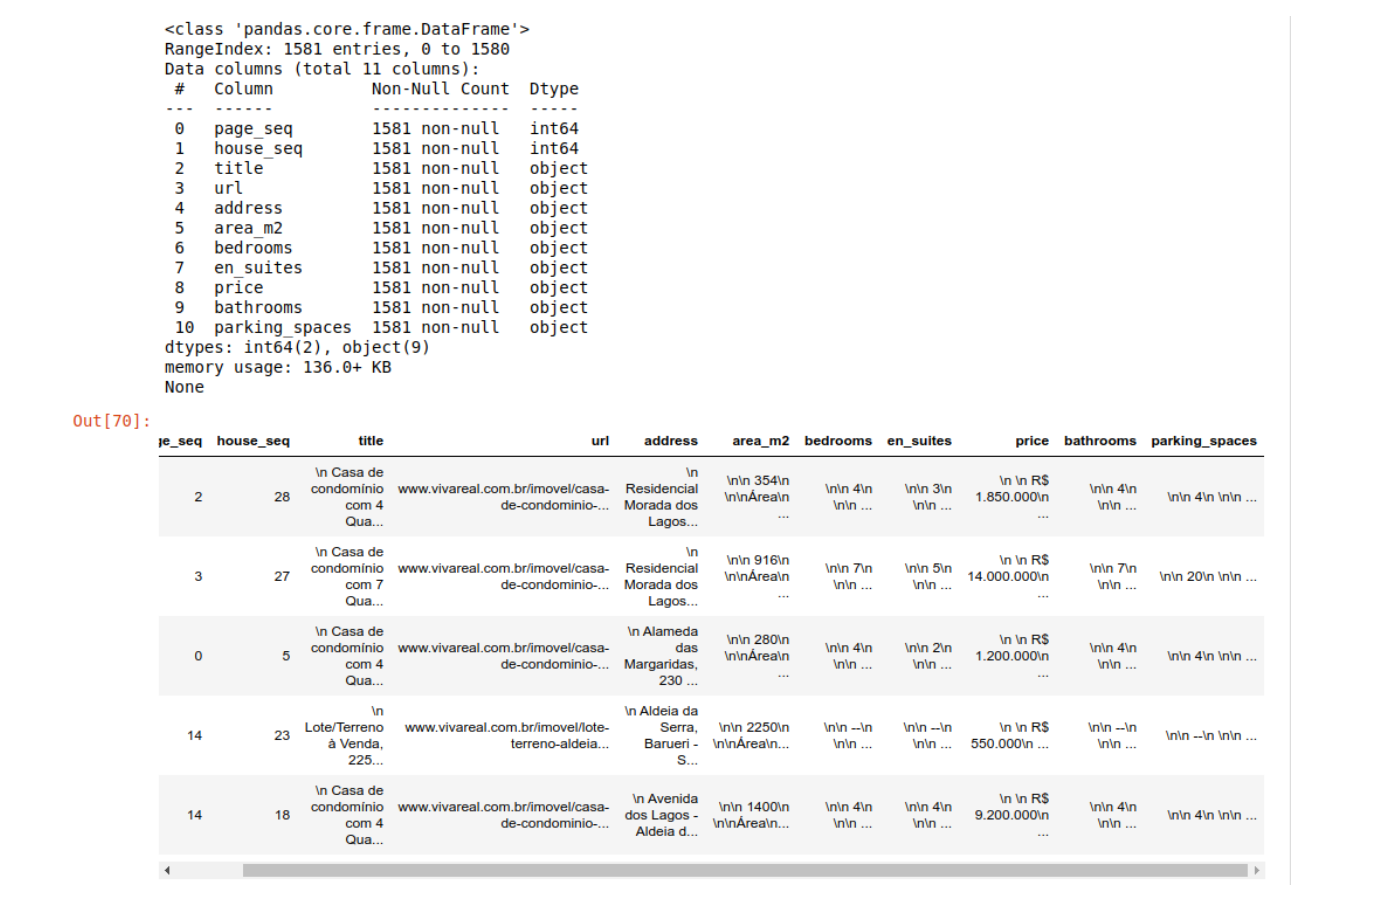 <class 'pandas.core.frame.DataFrame'>
RangeIndex: 1581 entries, 0 to 1580
Data columns (total 11 columns):
 #   Column          Non-Null Count  Dtype
---  ------          --------------  -----
 0   page_seq        1581 non-null   int64
 1   house_seq       1581 non-null   int64
 2   title           1581 non-null   object
 3   url             1581 non-null   object
 4   address         1581 non-null   object
 5   area_m2         1581 non-null   object
 6   bedrooms        1581 non-null   object
 7   en_suites       1581 non-null   object
 8   price           1581 non-null   object
 9   bathrooms       1581 non-null   object
 10  parking_spaces  1581 non-null   object
dtypes: int64(2), object(9)
memory usage: 136.0+ KB
None
Out[70]:
ge_seq house_seq title url address area_m2 bedrooms en_suites price bathrooms parking_spaces
\n Casa de \n
condomínio www.vivareal.com.br/imovel/casa- Residencial \n\n 354\n \n\n 4\n \n\n 3\n \n \n R$ \n\n 4\n
2 28 com 4 de-condominio-... Morada dos \n\nÁrea\n \n\n ... \n\n ... 1.850.000\n \n\n ... \n\n 4\n \n\n ...
Qua... Lagos... ... ...
\n Casa de \n
condomínio www.vivareal.com.br/imovel/casa- Residencial \n\n 916\n \n\n 7\n \n\n 5\n \n \n R$ \n\n 7\n
3 27 com 7 de-condominio-... Morada dos \n\nÁrea\n \n\n ... \n\n ... 14.000.000\n \n\n ... \n\n 20\n \n\n ...
Qua... Lagos... ... ...
\n Casa de \n Alameda
condomínio www.vivareal.com.br/imovel/casa- das \n\n 280\n \n\n 4\n \n\n 2\n \n \n R$ \n\n 4\n
0 5 com 4 de-condominio-... Margaridas, \n\nÁrea\n \n\n ... \n\n ... 1.200.000\n \n\n ... \n\n 4\n \n\n ...
Qua... 230 ... ... ...
\n \n Aldeia da
Lote/Terreno www.vivareal.com.br/imovel/lote- Serra, \n\n 2250\n \n\n --\n \n\n --\n \n \n R$ \n\n --\n
14 23 à Venda, terreno-aldeia... Barueri - \n\nÁrea\n... \n\n ... \n\n ... 550.000\n ... \n\n ... \n\n --\n \n\n ...
225... S...
\n Casa de \n Avenida
condomínio www.vivareal.com.br/imovel/casa- dos Lagos - \n\n 1400\n \n\n 4\n \n\n 4\n \n \n R$ \n\n 4\n
14 18 com 4 de-condominio-... Aldeia d... \n\nÁrea\n... \n\n ... \n\n ... 9.200.000\n \n\n ... \n\n 4\n \n\n ...
Qua... ...